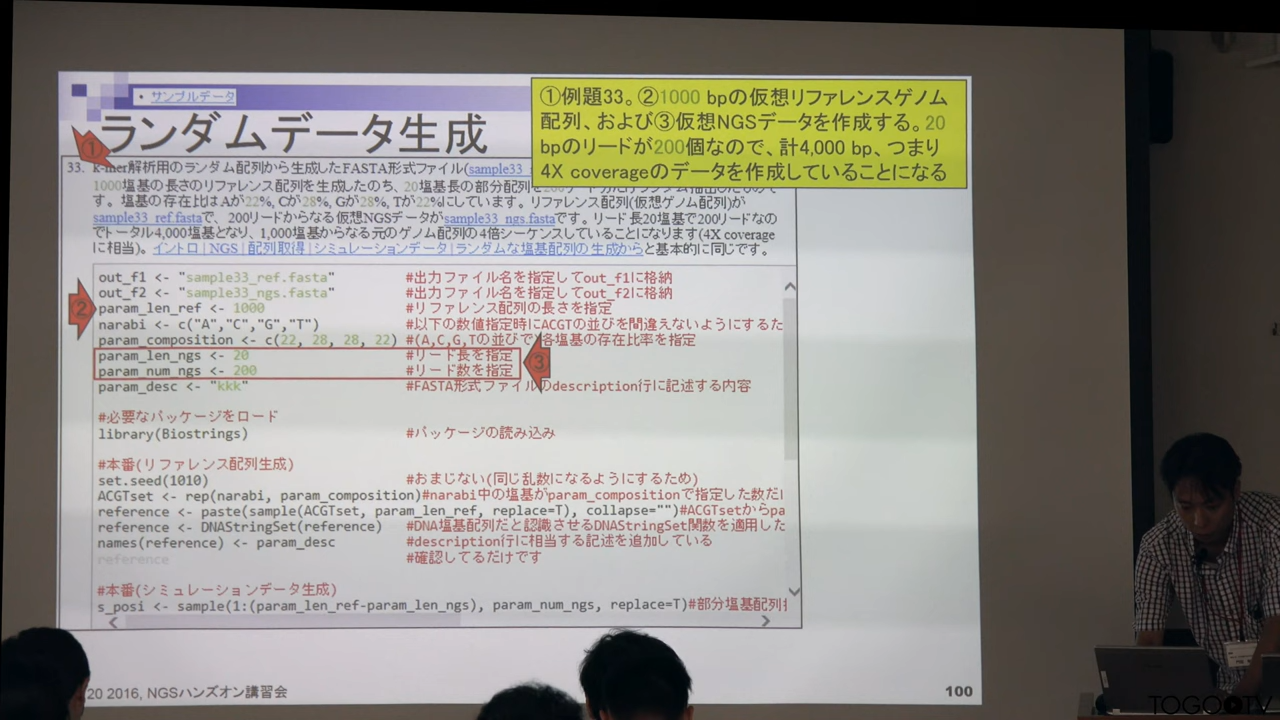 ・サンプルデータ
ランダムデータ生成
①例題33。②1000 bpの仮想リファレンスゲノム
配列、および③仮想NGSデータを作成する。20
bpのリードが200個なので、計4,000 bp、つまり
4X coverageのデータを作成していることになる
①
33. k-mer解析用のランダム配列から生成したFASTA形式ファイル(sample33_
1000塩基の長さのリファレンス配列を生成したのち、20塩基長の部分配列を
す。塩基の存在比はAが22%, Cが28%, Gが28%, Tが22%にしています。リファレンス配列(仮想ゲノム配列)が
sample33_ref.fastaで、200リードからなる仮想NGSデータがsample33_ngs.fastaです。リード長20塩基で200リードなの
でトータル4,000塩基となり、1,000塩基からなる元のゲノム配列の4倍シーケンスしていることになります(4X coverage
に相当)。イントロ | NGS | 配列取得 | シミュレーションデータ | ランダムな塩基配列の生成からと基本的に同じです。
out_f1 <- "sample33_ref.fasta" #出力ファイル名を指定してout_f1に格納
out_f2 <- "sample33_ngs.fasta" #出力ファイル名を指定してout_f2に格納
② param_len_ref <- 1000 #リファレンス配列の長さを指定
narabi <- c("A","C","G","T") #以下の数値指定時にACGTの並びを間違えないようにするた
param_composition <- c(22, 28, 28, 22) #(A,C,G,Tの並びで)各塩基の存在比率を指定
param_len_ngs <- 20 #リード長を指定
param_num_ngs <- 200 #リード数を指定
③
param_desc <- "kkk" #FASTA形式ファイルのdescription行に記述する内容
#必要なパッケージをロード
library(Biostrings) #パッケージの読み込み
#本番(リファレンス配列生成)
set.seed(1010) #おまじない(同じ乱数になるようにするため)
ACGTset <- rep(narabi, param_composition)#narabi中の塩基がparam_compositionで指定した数だけ
reference <- paste(sample(ACGTset, param_len_ref, replace=T), collapse="")#ACGTsetからpa
reference <- DNAStringSet(reference) #DNA塩基配列だと認識させるDNAStringSet関数を適用した
names(reference) <- param_desc #description行に相当する記述を追加している
reference #確認してるだけです
#本番(シミュレーションデータ生成)
s_posi <- sample(1:(param_len_ref-param_len_ngs), param_num_ngs, replace=T)#部分塩基配列
20 2016, NGSハンズオン講習会
100
TOGOTV